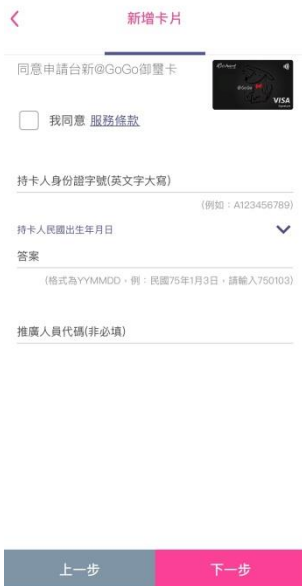 新增卡片
同意申請台新@GoGo御璽卡
VISA
我同意 服務條款
持卡人身份證字號(英文字大寫)
(例如：A123456789)
持卡人民國出生年月日
答案
(格式為YYMMDD，例：民國75年1月3日，請輸入750103)
推廣人員代碼(非必填)
上一步
下一步